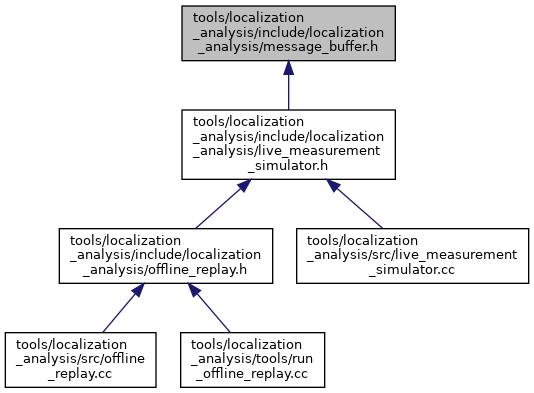 tools/localization
_analysis/include/localization
_analysis/message_buffer.h
tools/localization
_analysis/include/localization
_analysis/live_measurement
_simulator.h
tools/localization
_analysis/include/localization
_analysis/offline_replay.h
tools/localization
_analysis/src/live_measurement
_simulator.cc
tools/localization
_analysis/src/offline
_replay.cc
tools/localization
_analysis/tools/run
_offline_replay.cc